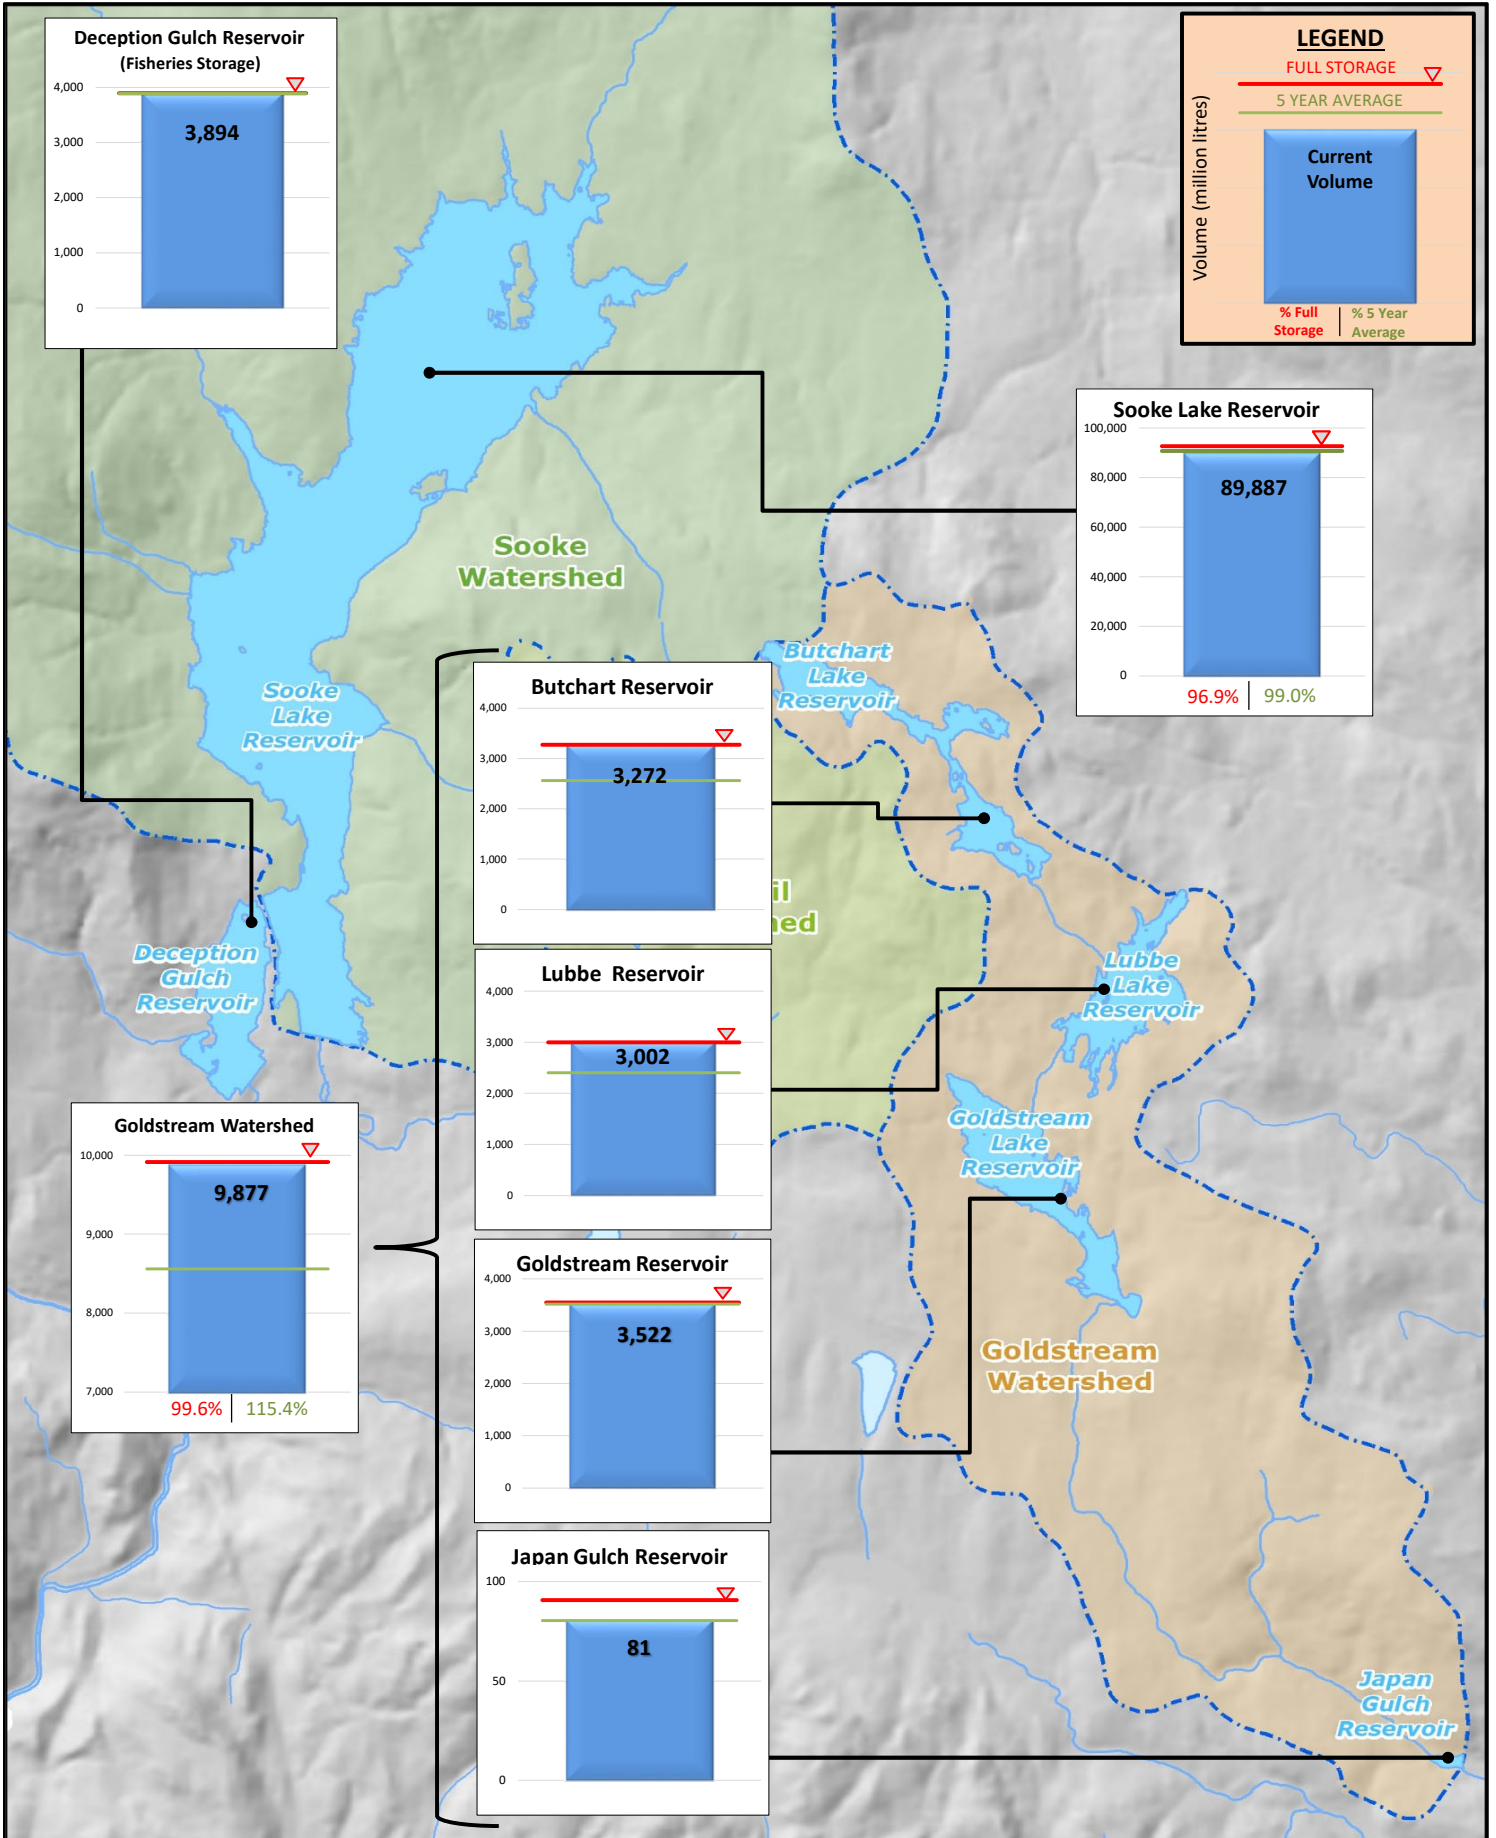 Deception Gulch Reservoir
(Fisheries Storage)
4,000
3,000
2,000
1,000
0
3,894
LEGEND
FULL STORAGE
5 YEAR AVERAGE
Volume (million litres)
Current
Volume
% Full
Storage
% 5 Year
Average
Sooke Lake Reservoir
100,000
80,000
60,000
40,000
20,000
0
89,887
96.9%
99.0%
Sooke
Watershed
Sooke
Lake
Reservoir
Butchart
Lake
Reservoir
Butchart Reservoir
4,000
3,000
2,000
1,000
0
3,272
il
ed
Deception
Gulch
Reservoir
Lubbe Reservoir
4,000
3,000
2,000
1,000
0
3,002
Lubbe
Lake
Reservoir
Goldstream Watershed
10,000
9,000
8,000
7,000
9,877
99.6%
115.4%
Goldstream
Lake
Reservoir
Goldstream Reservoir
4,000
3,000
2,000
1,000
0
3,522
Goldstream
Watershed
Japan Gulch Reservoir
100
50
0
81
Japan
Gulch
Reservoir